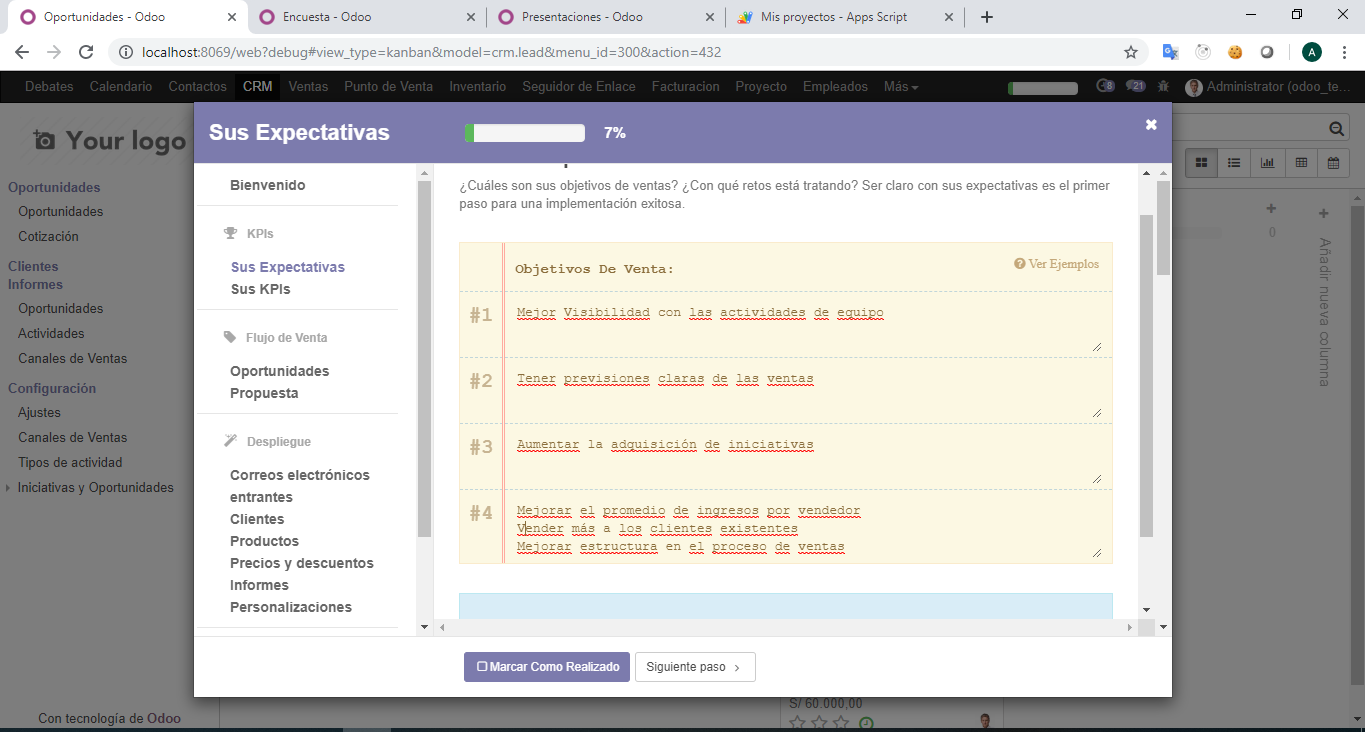 Oportunidades - Odoo
Encuesta - Odoo
Presentaciones - Odoo
Mis proyectos - Apps Script
localhost:8069/web?debug#view_type=kanban&model=crm.lead&menu_id=300&action=432
A
Debates Calendario Contactos CRM Ventas Punto de Venta Inventario Seguidor de Enlace Facturacion Proyecto Empleados Más
8 21 Administrator (odoo_te...
Your logo
Oportunidades
Oportunidades
Cotización
Clientes
Informes
Oportunidades
Actividades
Canales de Ventas
Configuración
Ajustes
Canales de Ventas
Tipos de actividad
Iniciativas y Oportunidades
Con tecnología de Odoo
Sus Expectativas 7%
Bienvenido
KPIs
Sus Expectativas
Sus KPIs
Flujo de Venta
Oportunidades
Propuesta
Despliegue
Correos electrónicos
entrantes
Clientes
Productos
Precios y descuentos
Informes
Personalizaciones
¿Cuáles son sus objetivos de ventas? ¿Con qué retos está tratando? Ser claro con sus expectativas es el primer
paso para una implementación exitosa.
Objetivos De Venta: Ver Ejemplos
#1 Mejor Visibilidad con las actividades de equipo
#2 Tener previsiones claras de las ventas
#3 Aumentar la adquisición de iniciativas
#4 Mejorar el promedio de ingresos por vendedor
Vender más a los clientes existentes
Mejorar estructura en el proceso de ventas
Marcar Como Realizado Siguiente paso
0
Añadir nueva columna
S/ 60.000,00